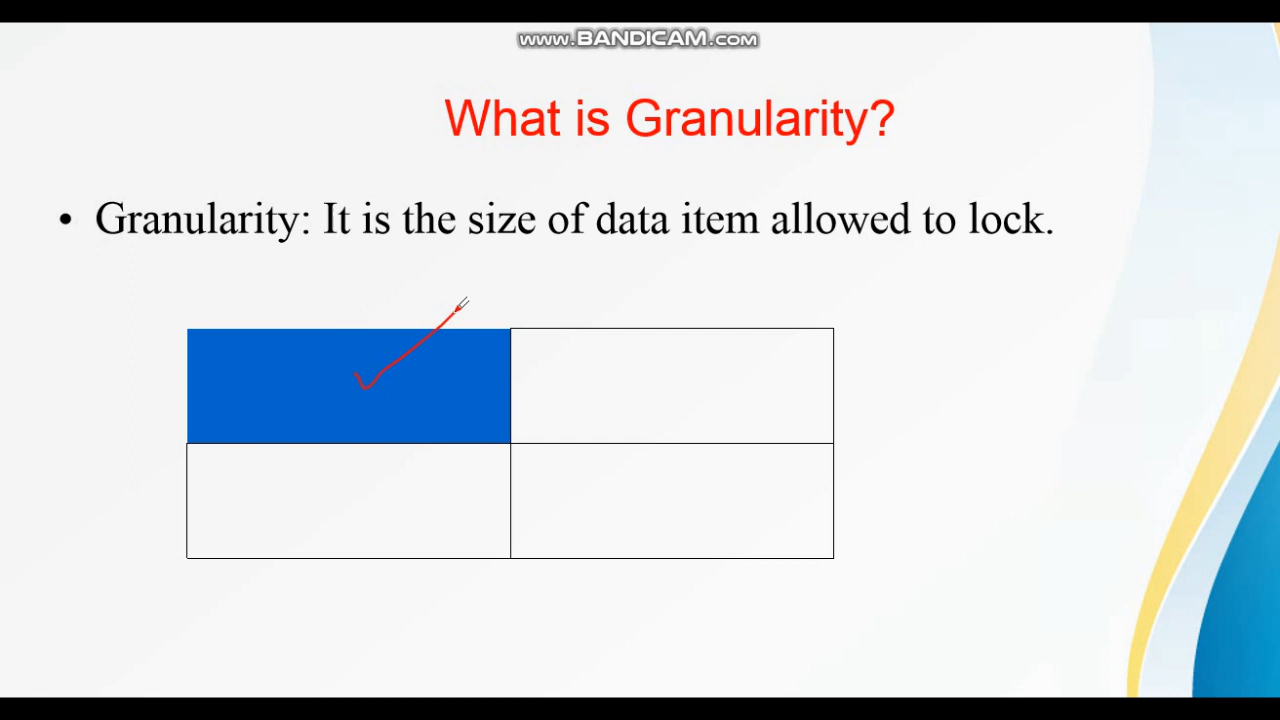 www.BANDICAM.com
What is Granularity?
• Granularity: It is the size of data item allowed to lock.